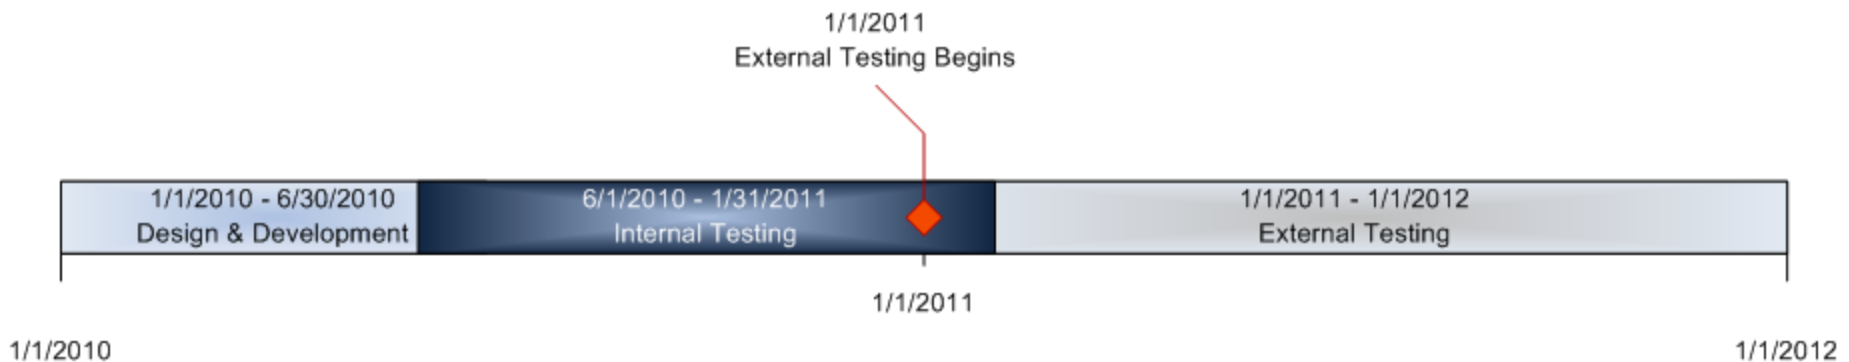 1/1/2011
External Testing Begins
1/1/2010 - 6/30/2010
Design & Development
6/1/2010 - 1/31/2011
Internal Testing
1/1/2011 - 1/1/2012
External Testing
1/1/2011
1/1/2010
1/1/2012